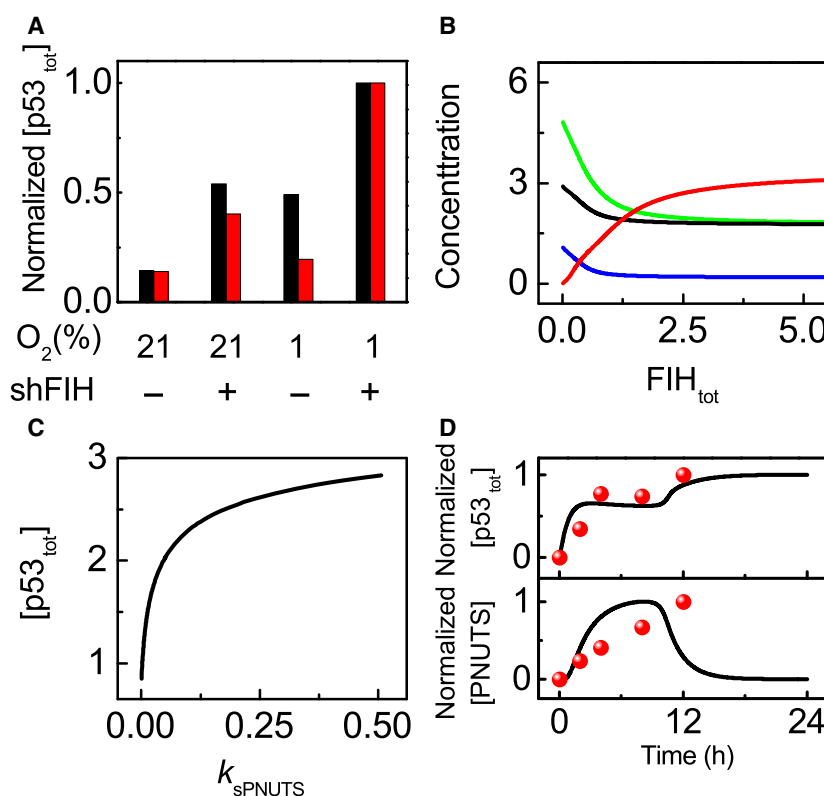 A
Normalized [p53tot]
1.0
0.5
0.0
O2(%) 21 21 1 1
shFIH – + – +
B
Concenttration
6
3
0
0.0 2.5 5.0
FIHtot
C
[p53tot]
3
2
1
0.00 0.25 0.50
ksPNUTS
D
Normalized
[p53tot]
1
0
Normalized
[PNUTS]
1
0
0 12 24
Time (h)